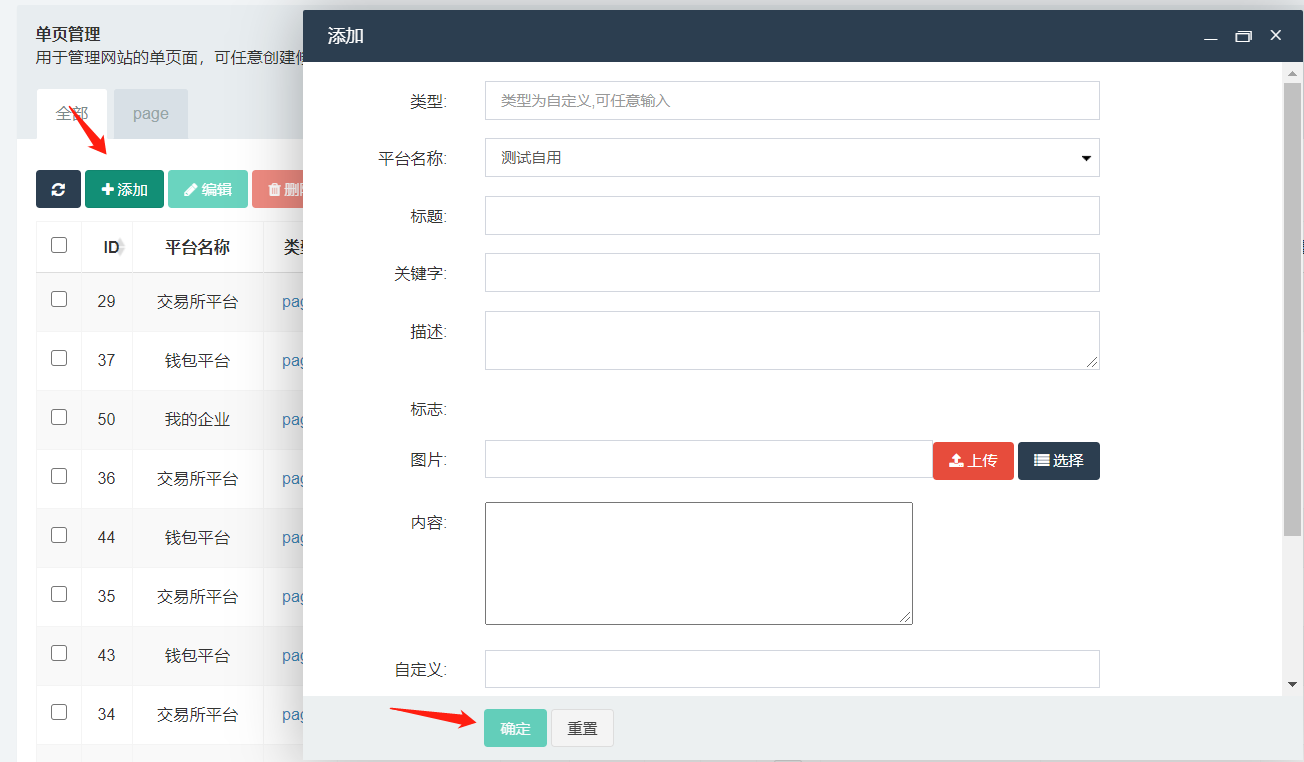 单页管理
用于管理网站的单页面，可任意创建修
全部
page
添加
编辑
删除
ID
平台名称
类型
29
交易所平台
pag
37
钱包平台
pag
50
我的企业
pag
36
交易所平台
pag
44
钱包平台
pag
35
交易所平台
pag
43
钱包平台
pag
34
交易所平台
pag
添加
类型:
类型为自定义,可任意输入
平台名称:
测试自用
标题:
关键字:
描述:
标志:
图片:
上传
选择
内容:
自定义:
确定
重置